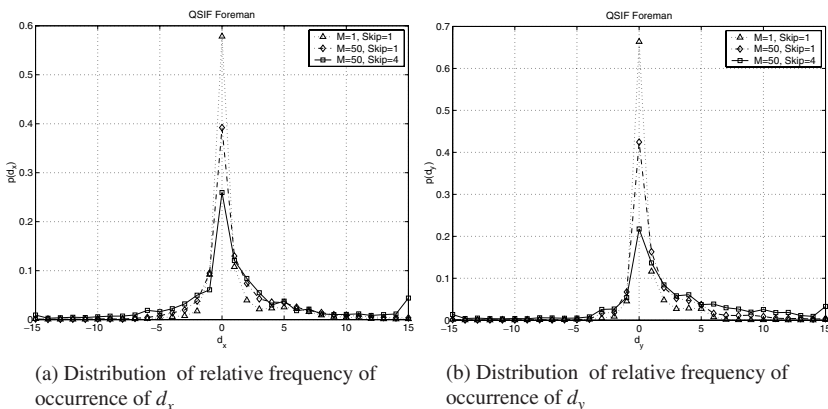 QSIF Foreman
0.6
0.5
0.4
0.3
0.2
0.1
0
p(dx)
−15
−10
−5
0
5
10
15
dx
M=1, Skip=1
M=50, Skip=1
M=50, Skip=4
(a) Distribution of relative frequency of
occurrence of dx
QSIF Foreman
0.7
0.6
0.5
0.4
0.3
0.2
0.1
0
p(dy)
−15
−10
−5
0
5
10
15
dy
M=1, Skip=1
M=50, Skip=1
M=50, Skip=4
(b) Distribution of relative frequency of
occurrence of dy